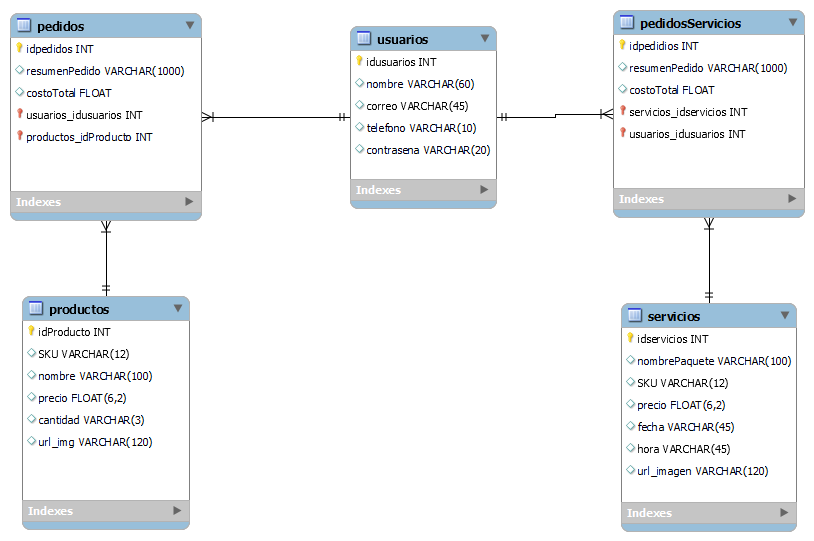 pedidos
idpedidos INT
resumenPedido VARCHAR(1000)
costoTotal FLOAT
usuarios_idusuarios INT
productos_idProducto INT
Indexes
usuarios
idusuarios INT
nombre VARCHAR(60)
correo VARCHAR(45)
telefono VARCHAR(10)
contrasena VARCHAR(20)
Indexes
pedidosServicios
idpedidios INT
resumenPedido VARCHAR(1000)
costoTotal FLOAT
servicios_idservicios INT
usuarios_idusuarios INT
Indexes
productos
idProducto INT
SKU VARCHAR(12)
nombre VARCHAR(100)
precio FLOAT(6,2)
cantidad VARCHAR(3)
url_img VARCHAR(120)
Indexes
servicios
idservicios INT
nombrePaquete VARCHAR(100)
SKU VARCHAR(12)
precio FLOAT(6,2)
fecha VARCHAR(45)
hora VARCHAR(45)
url_imagen VARCHAR(120)
Indexes